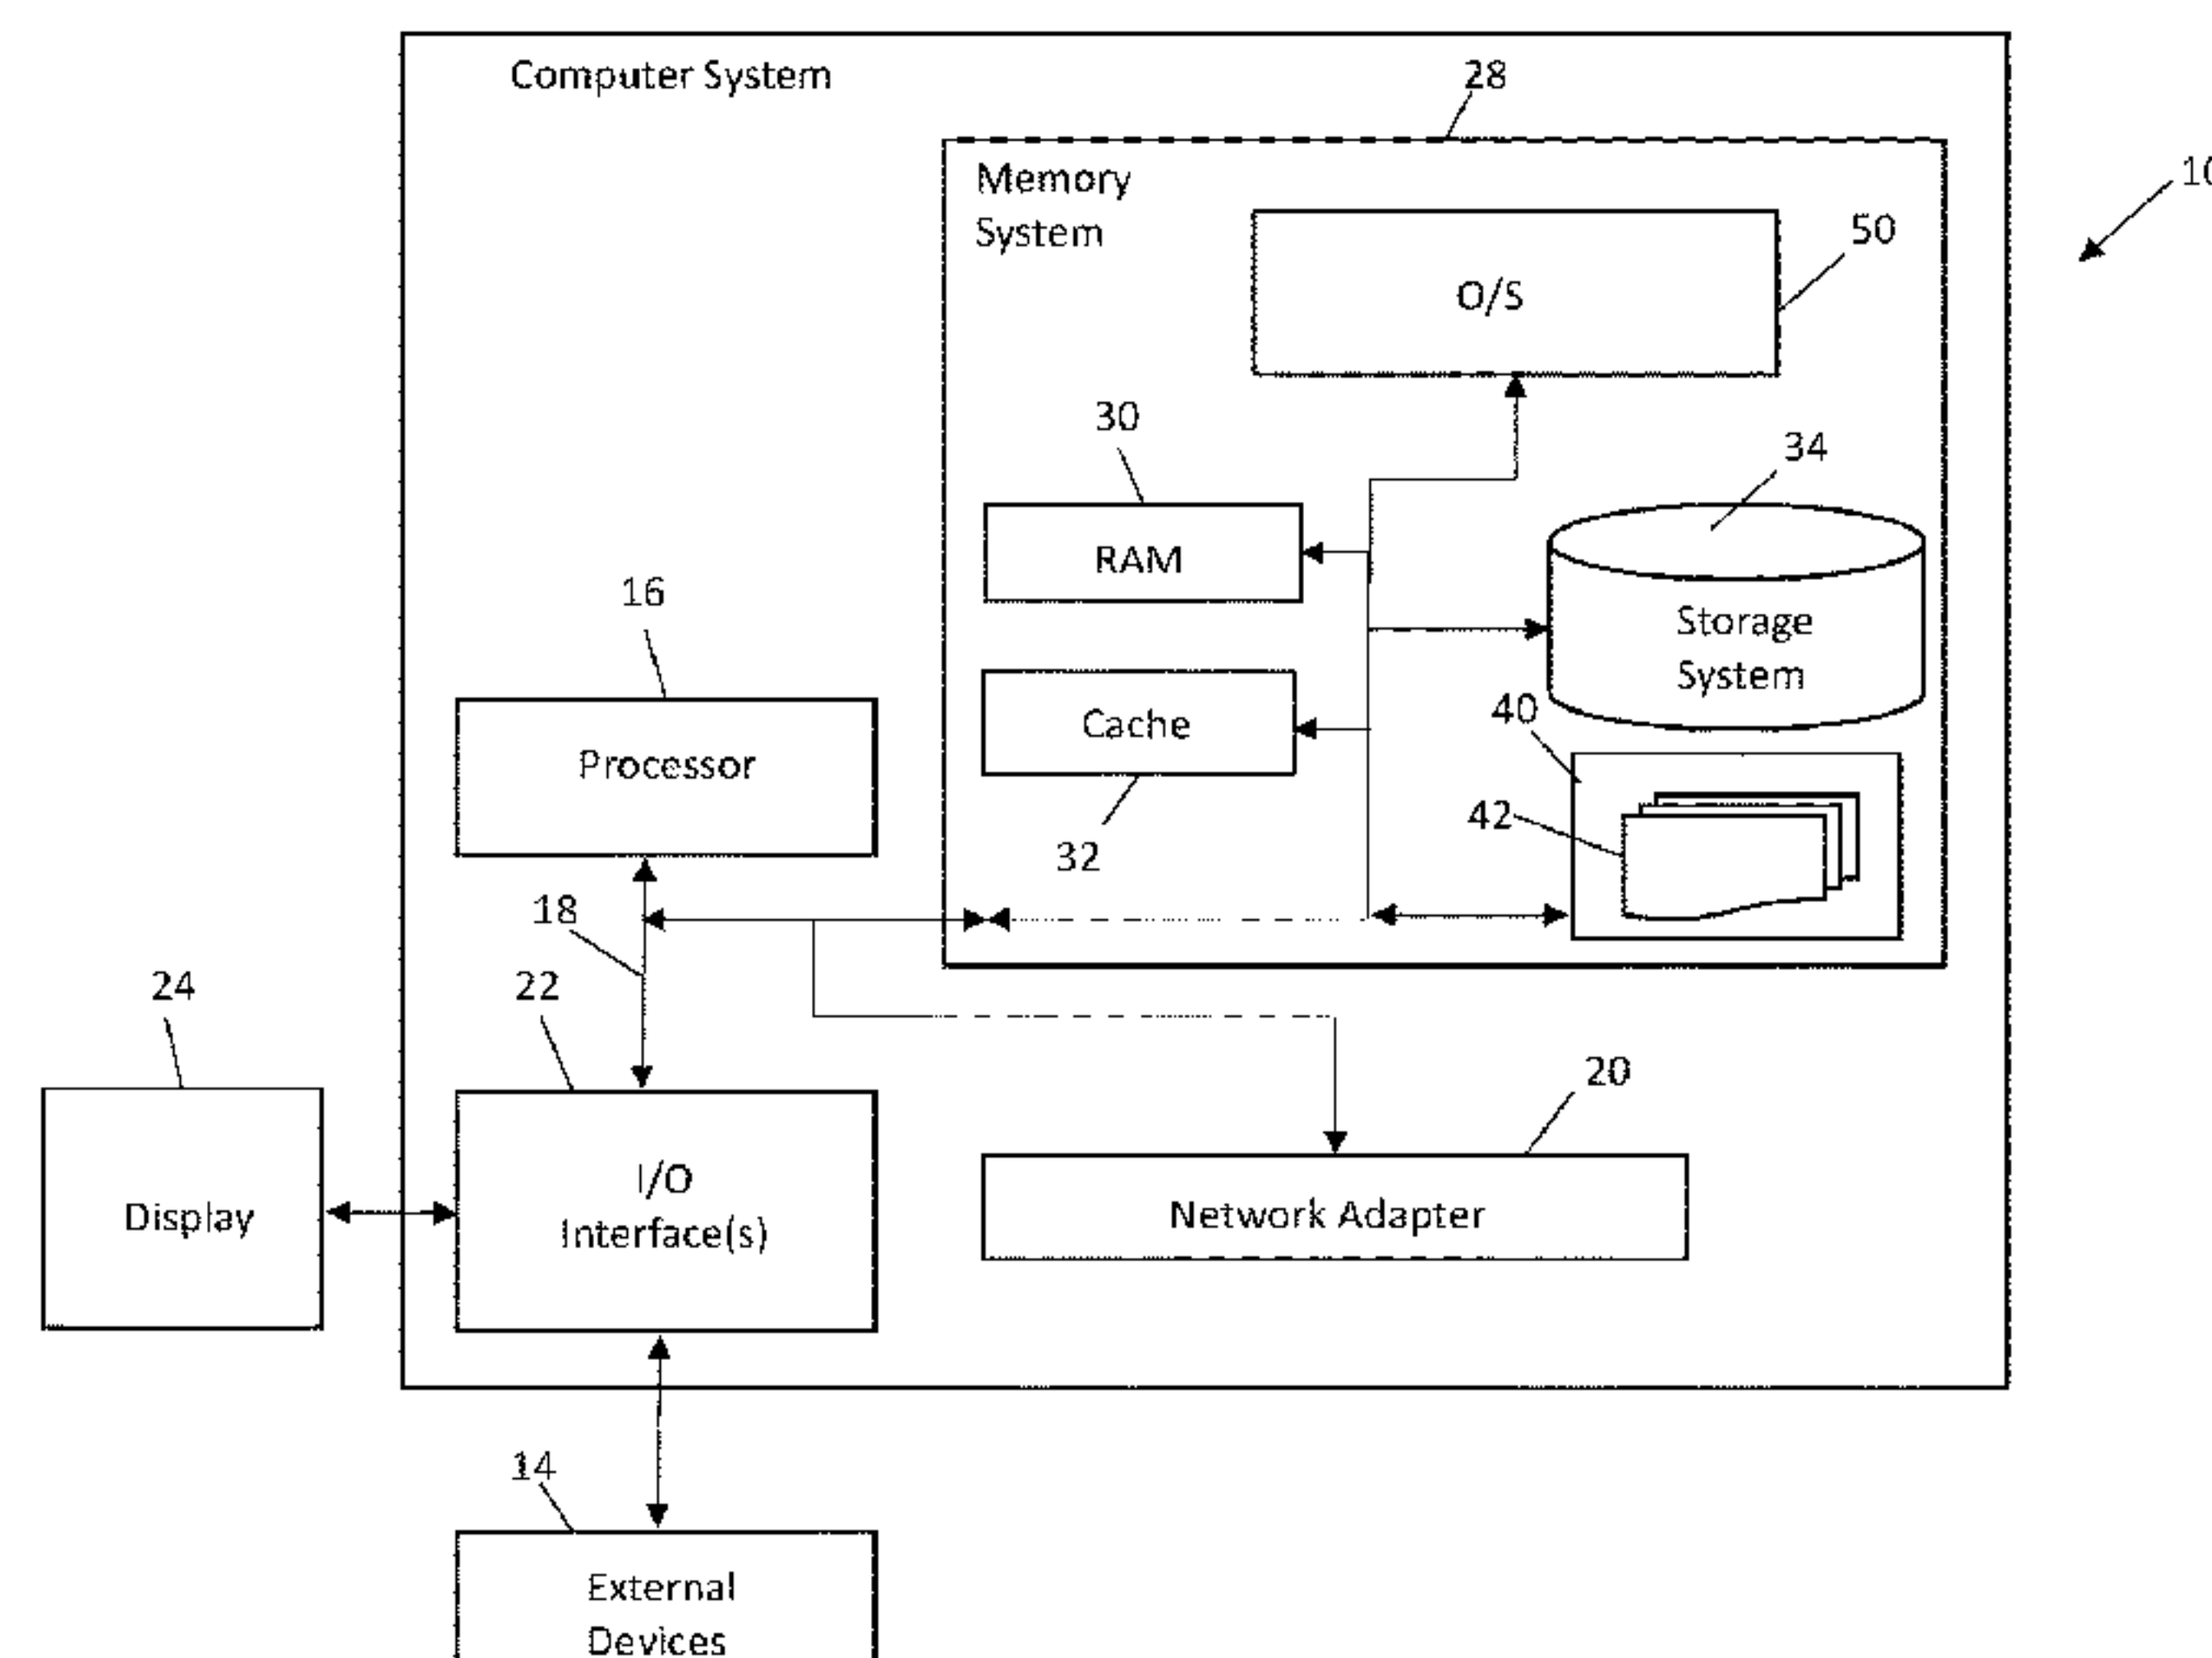 Computer System
28
Memory
System
10
50
O/S
30
34
RAM
16
Storage
System
40
Cache
Processor
42
32
18
24
22
20
I/O
Interface(s)
Display
Network Adapter
14
External
Devices